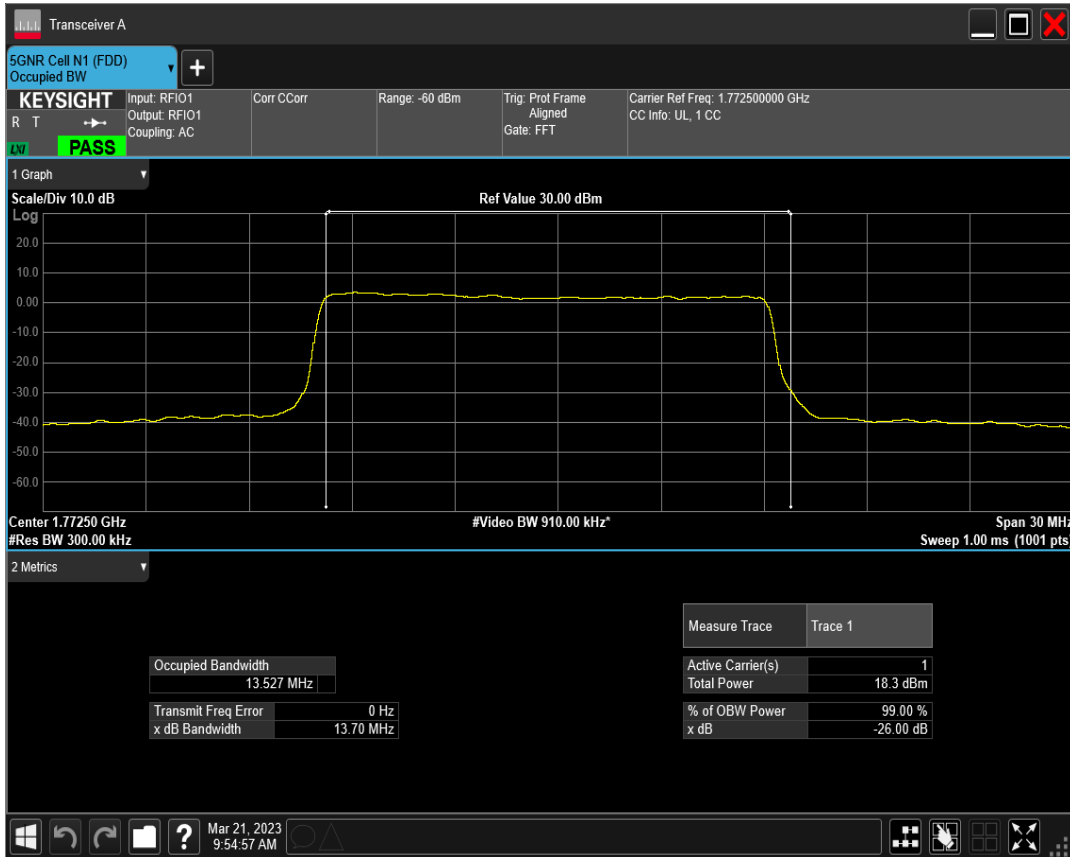 Transceiver A
5GNR Cell N1 (FDD)
Occupied BW
+
KEYSIGHT
R T
LXI
PASS
Input: RFIO1
Output: RFIO1
Coupling: AC
Corr CCorr
Range: -60 dBm
Trig: Prot Frame
Aligned
Gate: FFT
Carrier Ref Freq: 1.772500000 GHz
CC Info: UL, 1 CC
1 Graph
Scale/Div 10.0 dB
Ref Value 30.00 dBm
Log
20.0
10.0
0.00
-10.0
-20.0
-30.0
-40.0
-50.0
-60.0
Center 1.77250 GHz
#Video BW 910.00 kHz*
Span 30 MHz
#Res BW 300.00 kHz
Sweep 1.00 ms (1001 pts)
2 Metrics
Measure Trace Trace 1
Occupied Bandwidth
13.527 MHz
Active Carrier(s) 1
Total Power 18.3 dBm
Transmit Freq Error 0 Hz
x dB Bandwidth 13.70 MHz
% of OBW Power 99.00 %
x dB -26.00 dB
?
Mar 21, 2023
9:54:57 AM